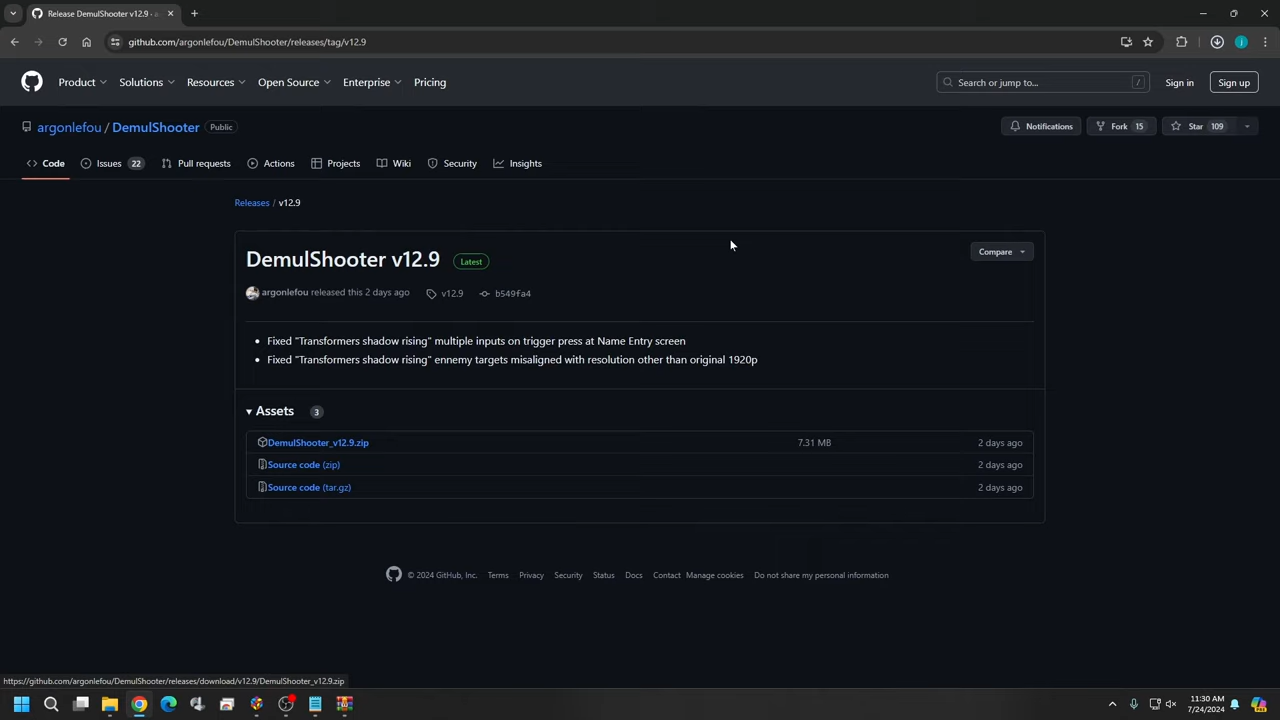 Release DemulShooter v12.9 · a
github.com/argonlefou/DemulShooter/releases/tag/v12.9
Product
Solutions
Resources
Open Source
Enterprise
Pricing
Search or jump to...
/
Sign in
Sign up
argonlefou / DemulShooter
Public
Notifications
Fork 15
Star 109
Code
Issues 22
Pull requests
Actions
Projects
Wiki
Security
Insights
Releases / v12.9
DemulShooter v12.9
Latest
Compare
argonlefou released this 2 days ago
v12.9
b549fa4
• Fixed "Transformers shadow rising" multiple inputs on trigger press at Name Entry screen
• Fixed "Transformers shadow rising" ennemy targets misaligned with resolution other than original 1920p
Assets 3
DemulShooter_v12.9.zip 7.31 MB 2 days ago
Source code (zip) 2 days ago
Source code (tar.gz) 2 days ago
© 2024 GitHub, Inc. Terms Privacy Security Status Docs Contact Manage cookies Do not share my personal information
https://github.com/argonlefou/DemulShooter/releases/download/v12.9/DemulShooter_v12.9.zip
11:30 AM
7/24/2024